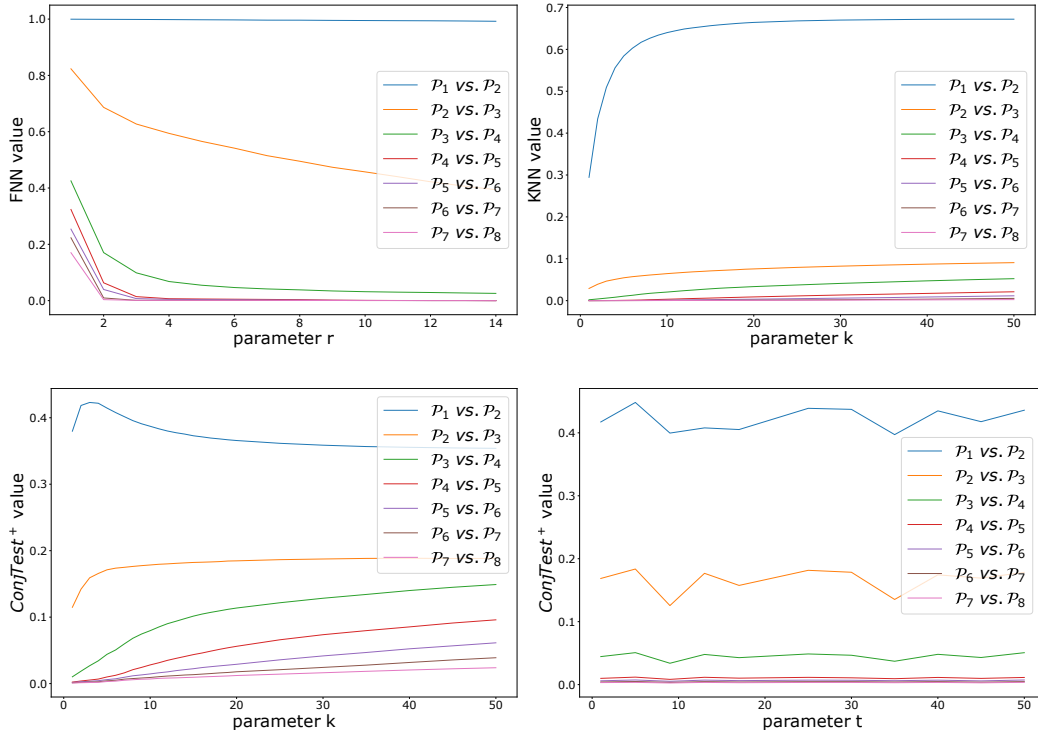 1.0
0.8
0.6
0.4
0.2
0.0
FNN value
2 4 6 8 10 12 14
parameter r
𝒫₁ vs. 𝒫₂
𝒫₂ vs. 𝒫₃
𝒫₃ vs. 𝒫₄
𝒫₄ vs. 𝒫₅
𝒫₅ vs. 𝒫₆
𝒫₆ vs. 𝒫₇
𝒫₇ vs. 𝒫₈
0.7
0.6
0.5
0.4
0.3
0.2
0.1
0.0
KNN value
0 10 20 30 40 50
parameter k
𝒫₁ vs. 𝒫₂
𝒫₂ vs. 𝒫₃
𝒫₃ vs. 𝒫₄
𝒫₄ vs. 𝒫₅
𝒫₅ vs. 𝒫₆
𝒫₆ vs. 𝒫₇
𝒫₇ vs. 𝒫₈
0.4
0.3
0.2
0.1
0.0
ConjTest⁺ value
0 10 20 30 40 50
parameter k
𝒫₁ vs. 𝒫₂
𝒫₂ vs. 𝒫₃
𝒫₃ vs. 𝒫₄
𝒫₄ vs. 𝒫₅
𝒫₅ vs. 𝒫₆
𝒫₆ vs. 𝒫₇
𝒫₇ vs. 𝒫₈
0.4
0.3
0.2
0.1
0.0
ConjTest⁺ value
0 10 20 30 40 50
parameter t
𝒫₁ vs. 𝒫₂
𝒫₂ vs. 𝒫₃
𝒫₃ vs. 𝒫₄
𝒫₄ vs. 𝒫₅
𝒫₅ vs. 𝒫₆
𝒫₆ vs. 𝒫₇
𝒫₇ vs. 𝒫₈